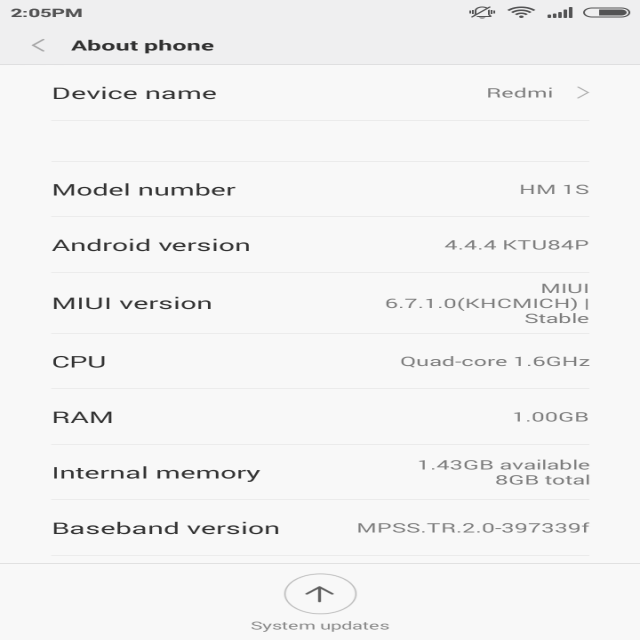 2:05PM
About phone
Device name Redmi
Model number HM 1S
Android version 4.4.4 KTU84P
MIUI version MIUI
6.7.1.0(KHCMICH) |
Stable
CPU Quad-core 1.6GHz
RAM 1.00GB
Internal memory 1.43GB available
8GB total
Baseband version MPSS.TR.2.0-397339f
System updates